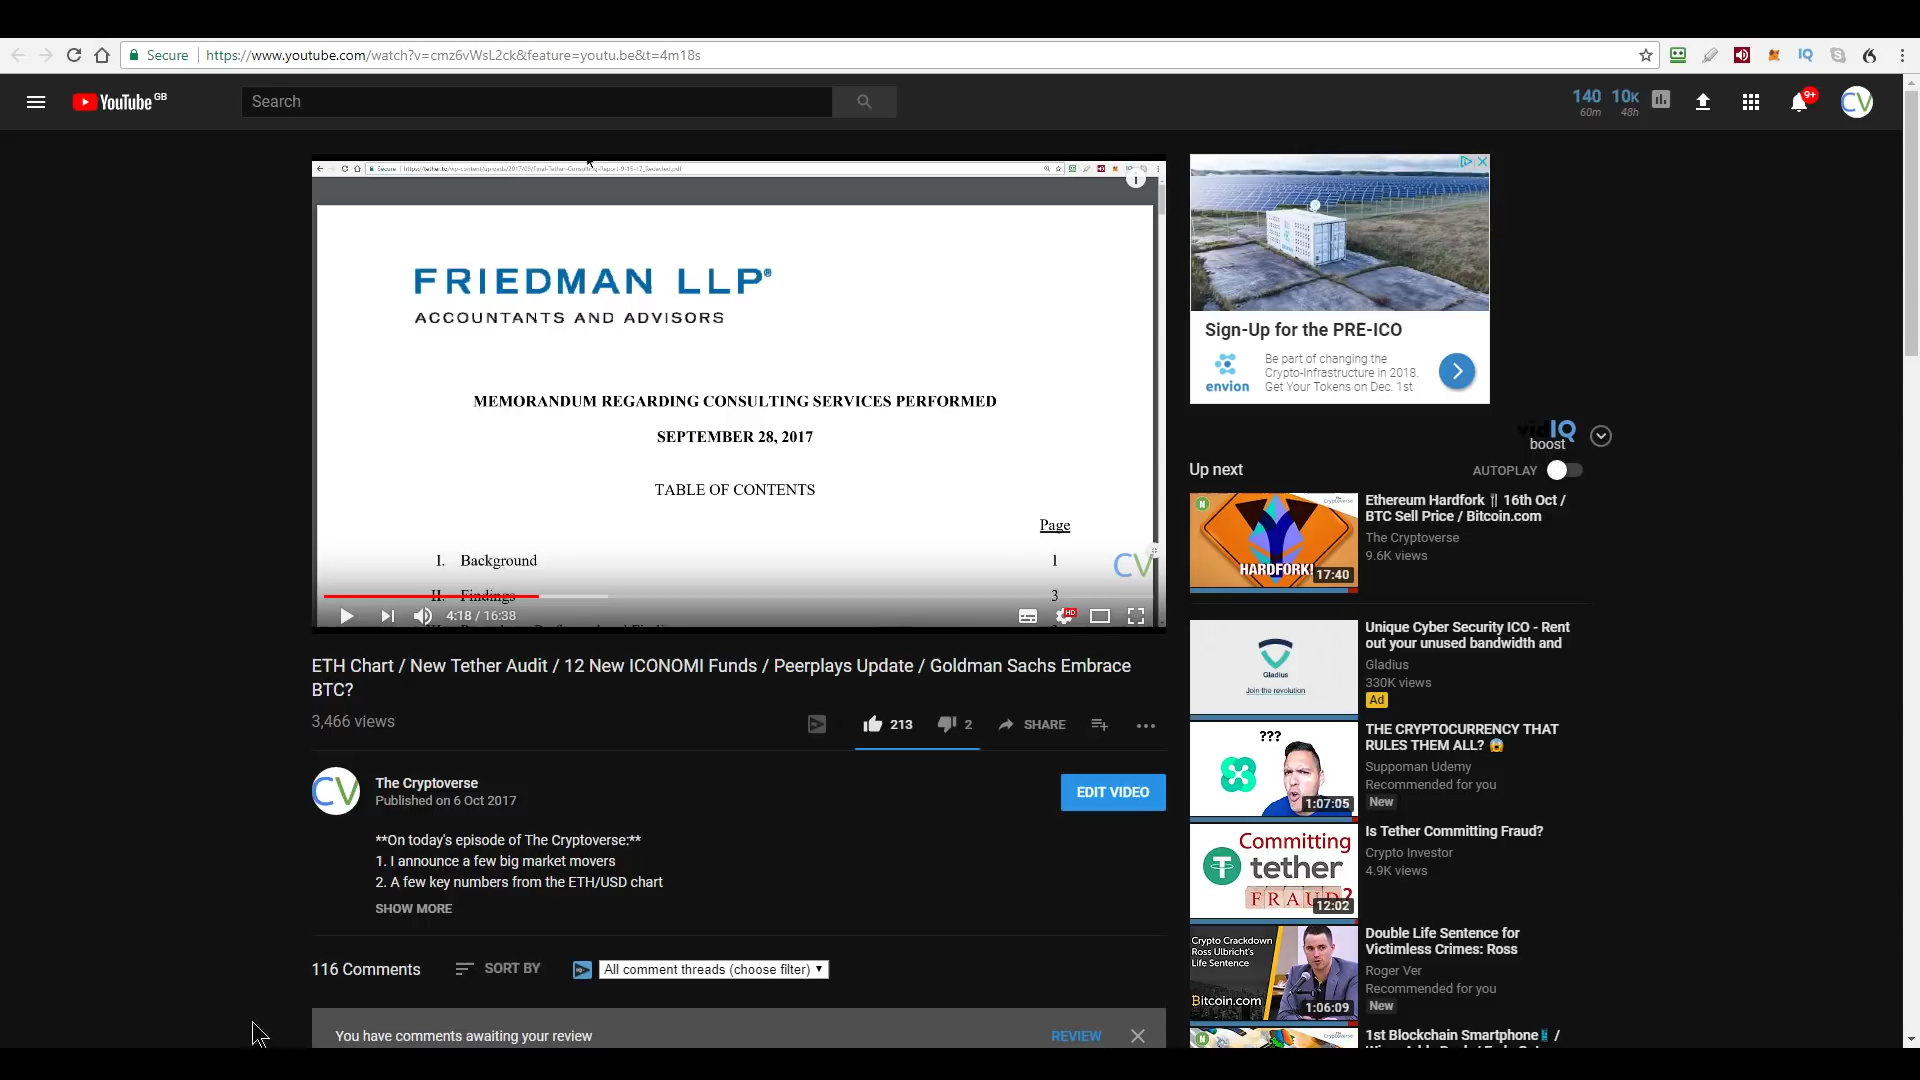 Secure
https://www.youtube.com/watch?v=cmz6vWsL2ck&feature=youtu.be&t=4m18s
IQ
YouTube GB
Search
140
60m
10K
48h
9+
CV
Secure
FRIEDMAN LLP®
ACCOUNTANTS AND ADVISORS
MEMORANDUM REGARDING CONSULTING SERVICES PERFORMED
SEPTEMBER 28, 2017
TABLE OF CONTENTS
Page
I. Background 1
II. Findings 3
CV
4:18 / 16:38
HD
ETH Chart / New Tether Audit / 12 New ICONOMI Funds / Peerplays Update / Goldman Sachs Embrace
BTC?
3,466 views
213
2
SHARE
CV
The Cryptoverse
Published on 6 Oct 2017
EDIT VIDEO
**On today's episode of The Cryptoverse:**
1. I announce a few big market movers
2. A few key numbers from the ETH/USD chart
SHOW MORE
116 Comments
SORT BY
All comment threads (choose filter)
You have comments awaiting your review
REVIEW
Sign-Up for the PRE-ICO
envion
Be part of changing the
Crypto-Infrastructure in 2018.
Get Your Tokens on Dec. 1st
vidIQ
boost
Up next
AUTOPLAY
HARDFORK!
17:40
Ethereum Hardfork 16th Oct /
BTC Sell Price / Bitcoin.com
The Cryptoverse
9.6K views
Gladius
Join the revolution
Unique Cyber Security ICO - Rent
out your unused bandwidth and
Gladius
330K views
Ad
???
1:07:05
THE CRYPTOCURRENCY THAT
RULES THEM ALL? 😱
Suppoman Udemy
Recommended for you
New
Committing
tether
FRAUD?
12:02
Is Tether Committing Fraud?
Crypto Investor
4.9K views
Crypto Crackdown
Ross Ulbricht's
Life Sentence
Bitcoin.com
1:06:09
Double Life Sentence for
Victimless Crimes: Ross
Roger Ver
Recommended for you
New
1st Blockchain Smartphone /